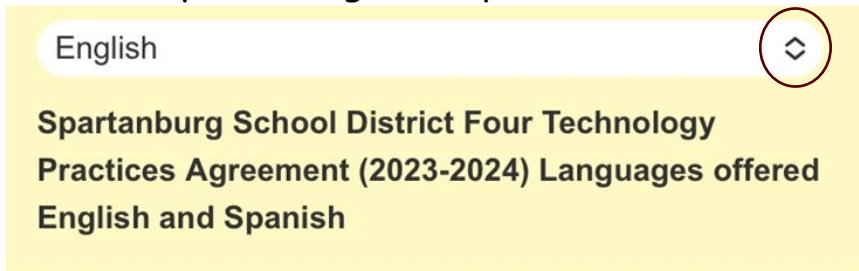 English
Spartanburg School District Four Technology
Practices Agreement (2023-2024) Languages offered
English and Spanish